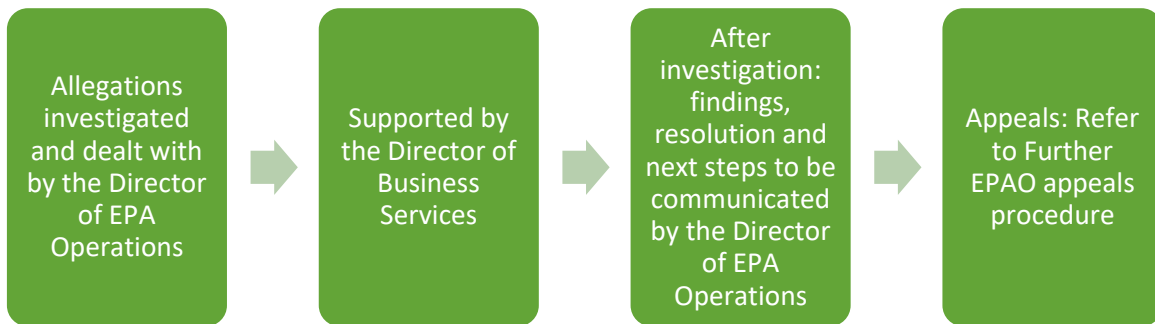 Allegations
investigated
and dealt with
by the Director
of EPA
Operations
Supported by
the Director of
Business
Services
After
investigation:
findings,
resolution and
next steps to be
communicated
by the Director
of EPA
Operations
Appeals: Refer
to Further
EPAO appeals
procedure